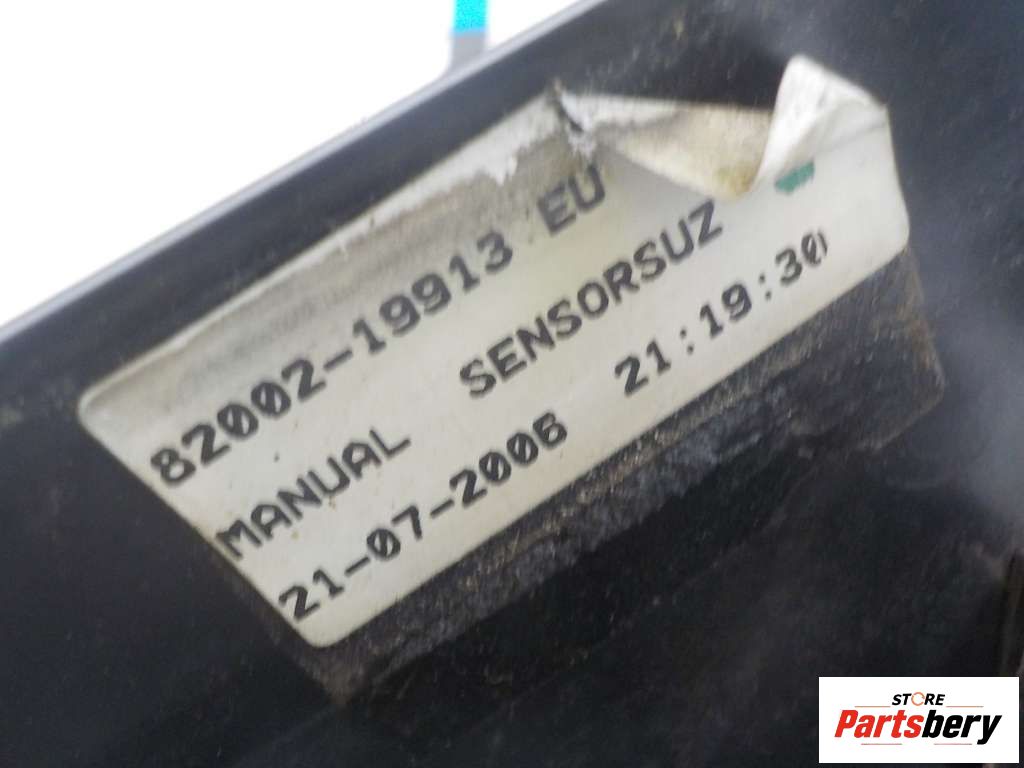 82002-19913 EU
MANUAL SENSORSUZ
21-07-2006 21:19:30
STORE
Partsbery